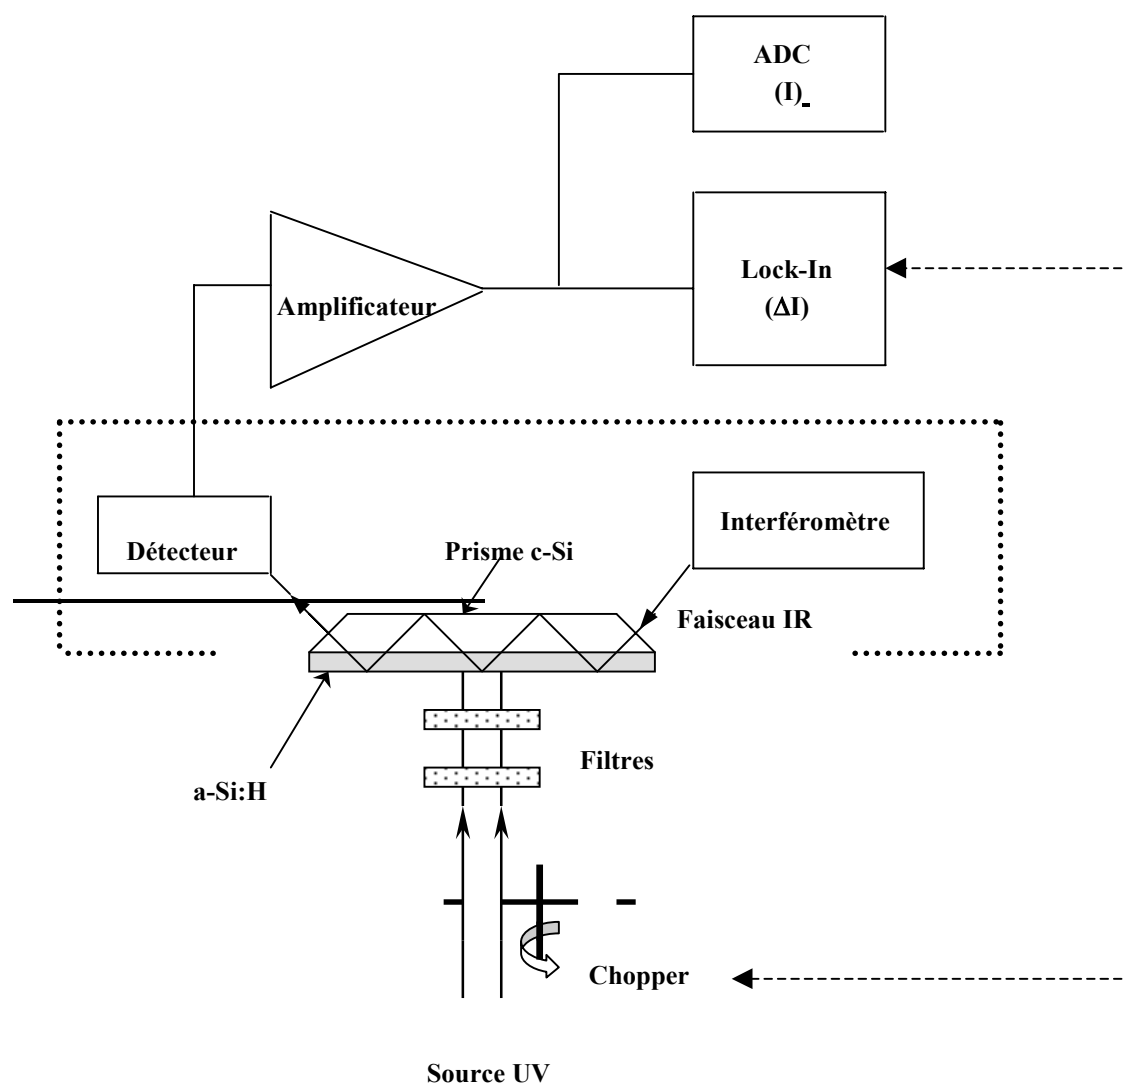 ADC
(I)
Lock-In
(ΔI)
Amplificateur
Interféromètre
Détecteur
Prisme c-Si
Faisceau IR
Filtres
a-Si:H
Chopper
Source UV